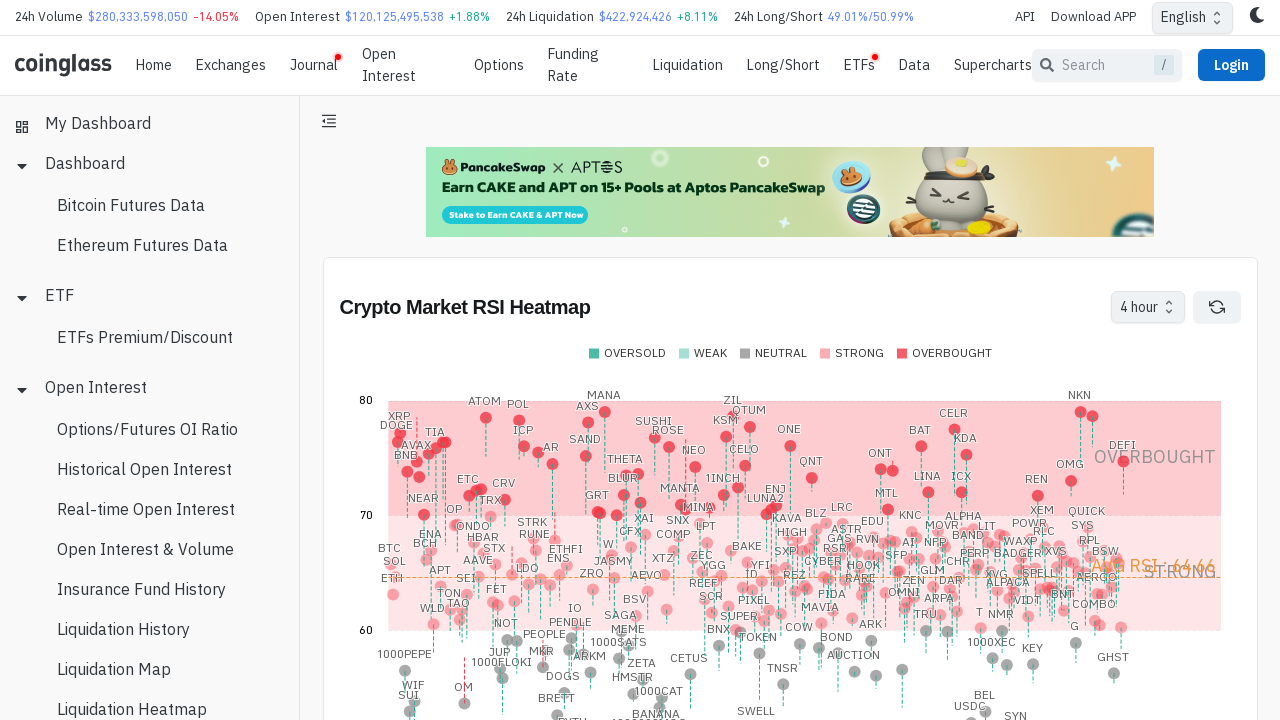 24h Volume $280,333,598,050 -14.05% Open Interest $120,125,495,538 +1.88% 24h Liquidation $422,924,426 +8.11% 24h Long/Short 49.01%/50.99% API Download APP English
coinglass Home Exchanges Journal Open Interest Options Funding Rate Liquidation Long/Short ETFs Data Supercharts Search / Login
My Dashboard
Dashboard
Bitcoin Futures Data
Ethereum Futures Data
ETF
ETFs Premium/Discount
Open Interest
Options/Futures OI Ratio
Historical Open Interest
Real-time Open Interest
Open Interest & Volume
Insurance Fund History
Liquidation History
Liquidation Map
Liquidation Heatmap
PancakeSwap × APTOS
Earn CAKE and APT on 15+ Pools at Aptos PancakeSwap
Stake to Earn CAKE & APT Now
Crypto Market RSI Heatmap
4 hour
OVERSOLD WEAK NEUTRAL STRONG OVERBOUGHT
80
MANA NKN
ATOM POL AXS ZIL QTUM
XRP CELR
DOGE TIA ICP SUSHI KSM ROSE ONE BAT
AVAX SAND KDA
BNB AR NEO CELO DEFI
OVERBOUGHT
THETA QNT ONT OMG
ETC CRV BLUR 1INCH LINA ICX REN
NEAR TRX GRT MANTA ENJ MTL
OP MINA LUNA2 LRC XEM QUICK
70
STRK XAI SNX KAVA BLZ EDU KNC ALPHA
ONDO LPT MOVR LIT POWR SYS
ENA HBAR RUNE CFX COMP HIGH ASTR RVN BAND RLC
BCH GAS NFP WAXP RPL
BTC STX ETHFI BAKE SXP RSR BADGER XVS BSW
SOL AAVE ENS JASMY XTZ ZEC CYBER HOOK SFP CHR
AVG RSI: 64.66
APT LDO YGG GLM STRONG
ETH SEI ZRO AEVO RARE ZEN DAR XVG SPELL
FET REEF ALPACA
TON BSV SCR PIXEL OMNI ARPA VIDT BNT
WLD TAO IO MAVIA COMBO
SAGA SUPER TRU T NMR
NOT PENDLE ARK
60
PEOPLE MEME BNX TOKEN COW BOND G
1000PEPE JUP MKR 1000SATS 1000XEC KEY
1000FLOKI ARKM ZETA CETUS TNSR AUCTION GHST
WIF OM DOGS HMSTR
SUI BRETT 1000CAT BEL
BANANA SWELL USDC SYN